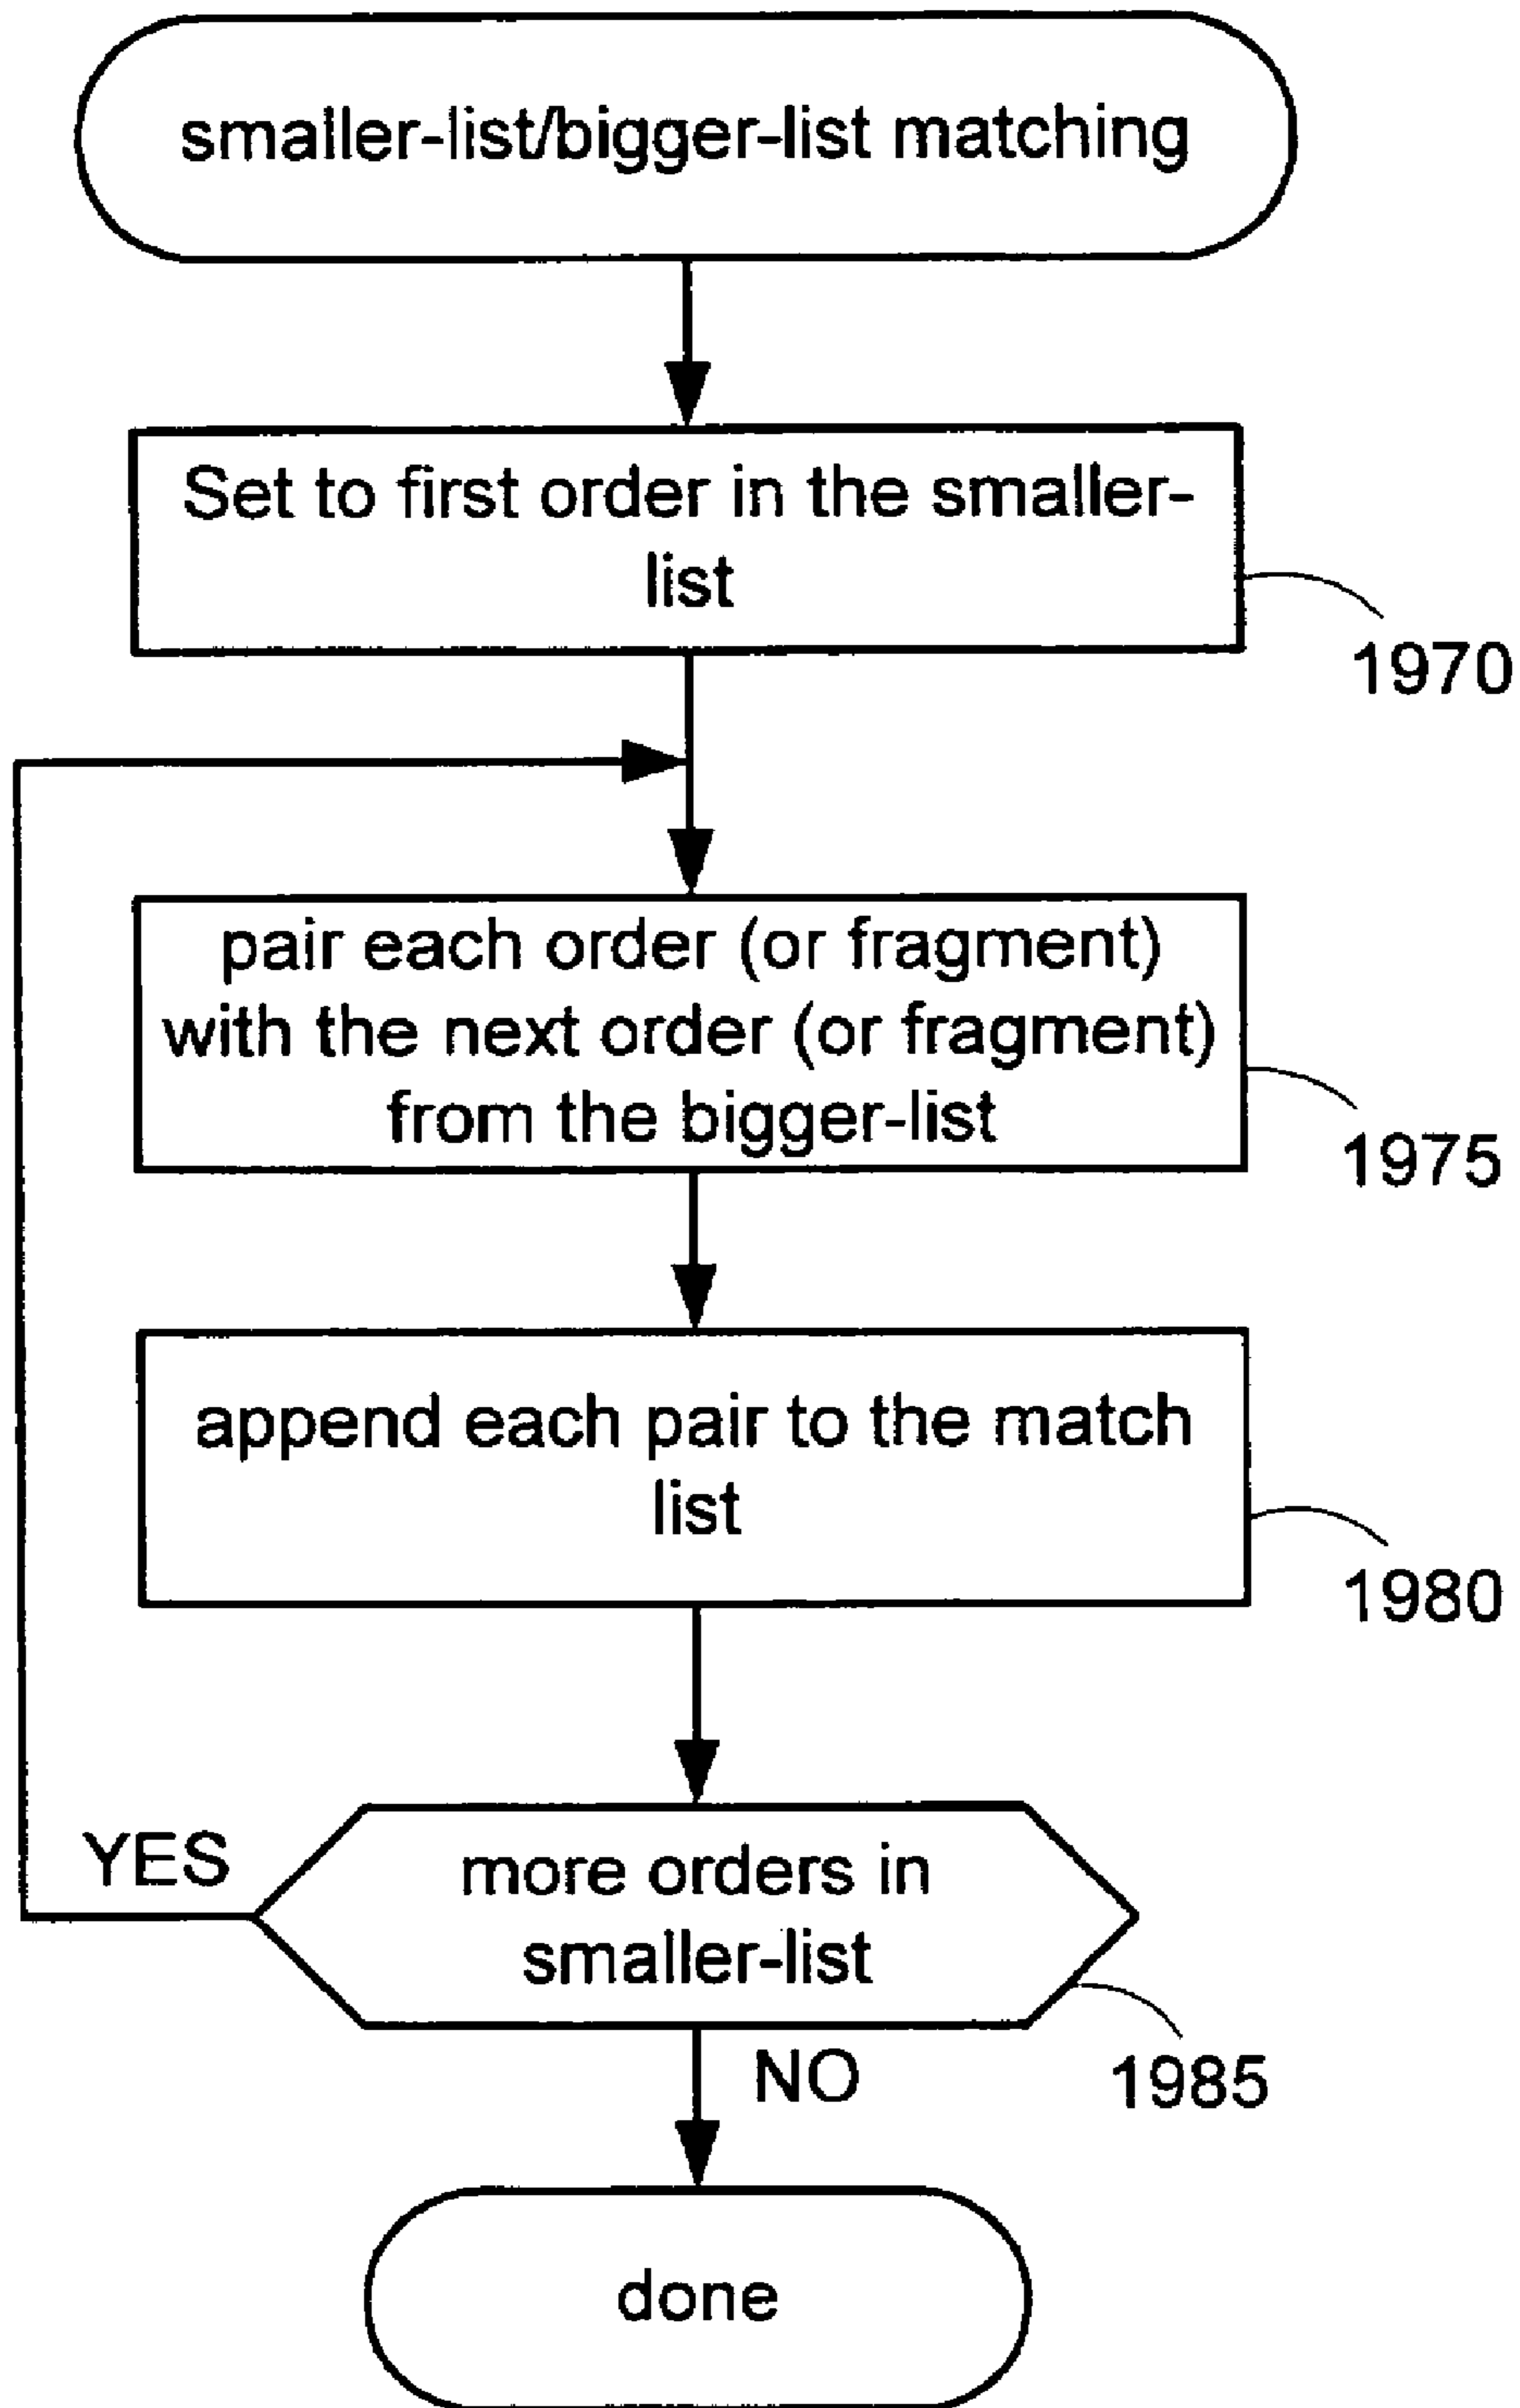 smaller-list/bigger-list matching
Set to first order in the smaller-
list
1970
pair each order (or fragment)
with the next order (or fragment)
from the bigger-list
1975
append each pair to the match
list
1980
YES
more orders in
smaller-list
1985
NO
done